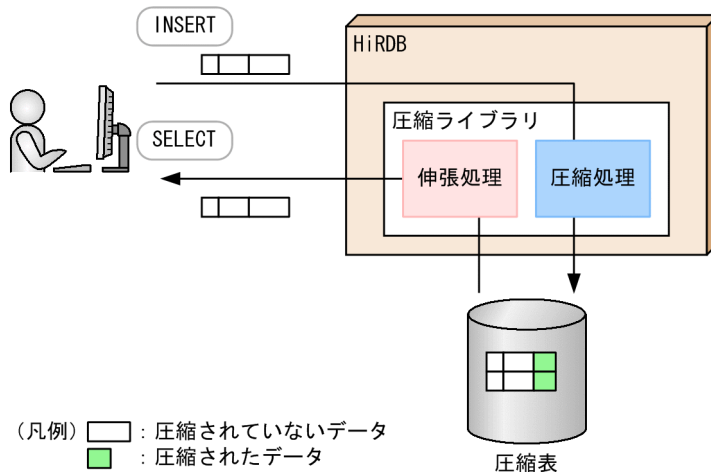 INSERT
HiRDB
圧縮ライブラリ
SELECT
伸張処理
圧縮処理
(凡例)
:圧縮されていないデータ
:圧縮されたデータ
圧縮表